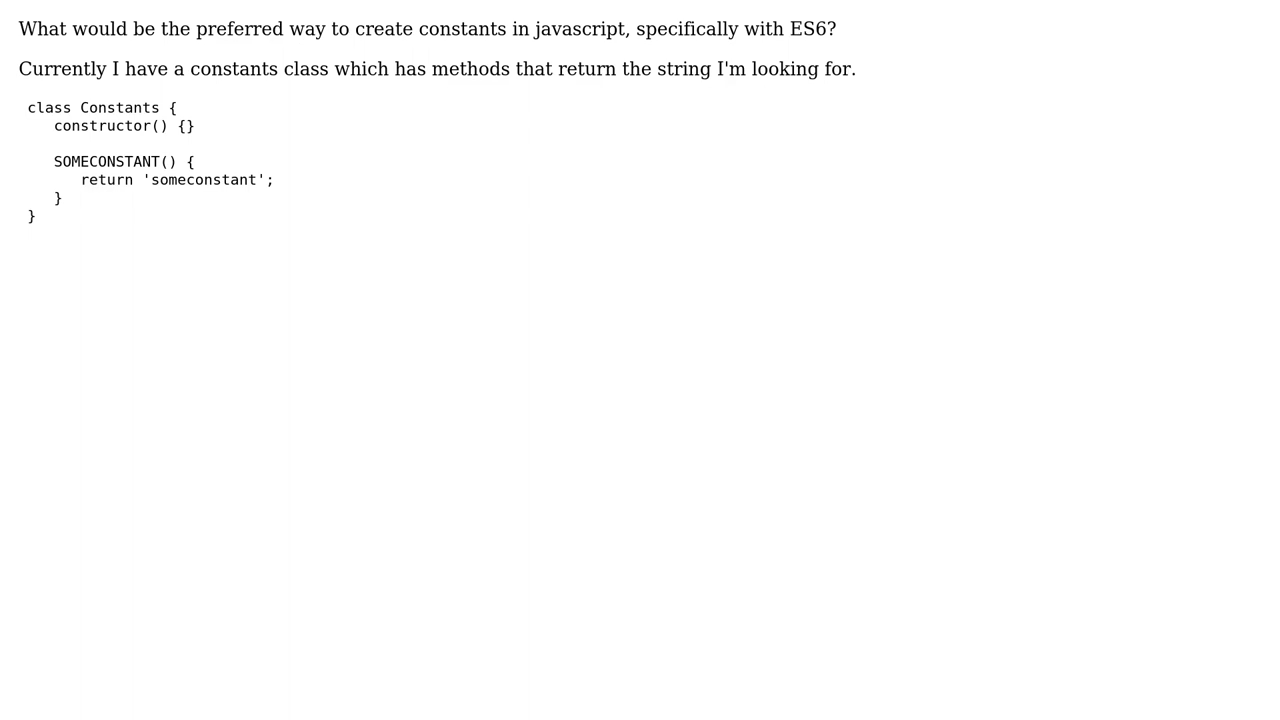 What would be the preferred way to create constants in javascript, specifically with ES6?
Currently I have a constants class which has methods that return the string I'm looking for.
class Constants {
   constructor() {}

   SOMECONSTANT() {
      return 'someconstant';
   }
}